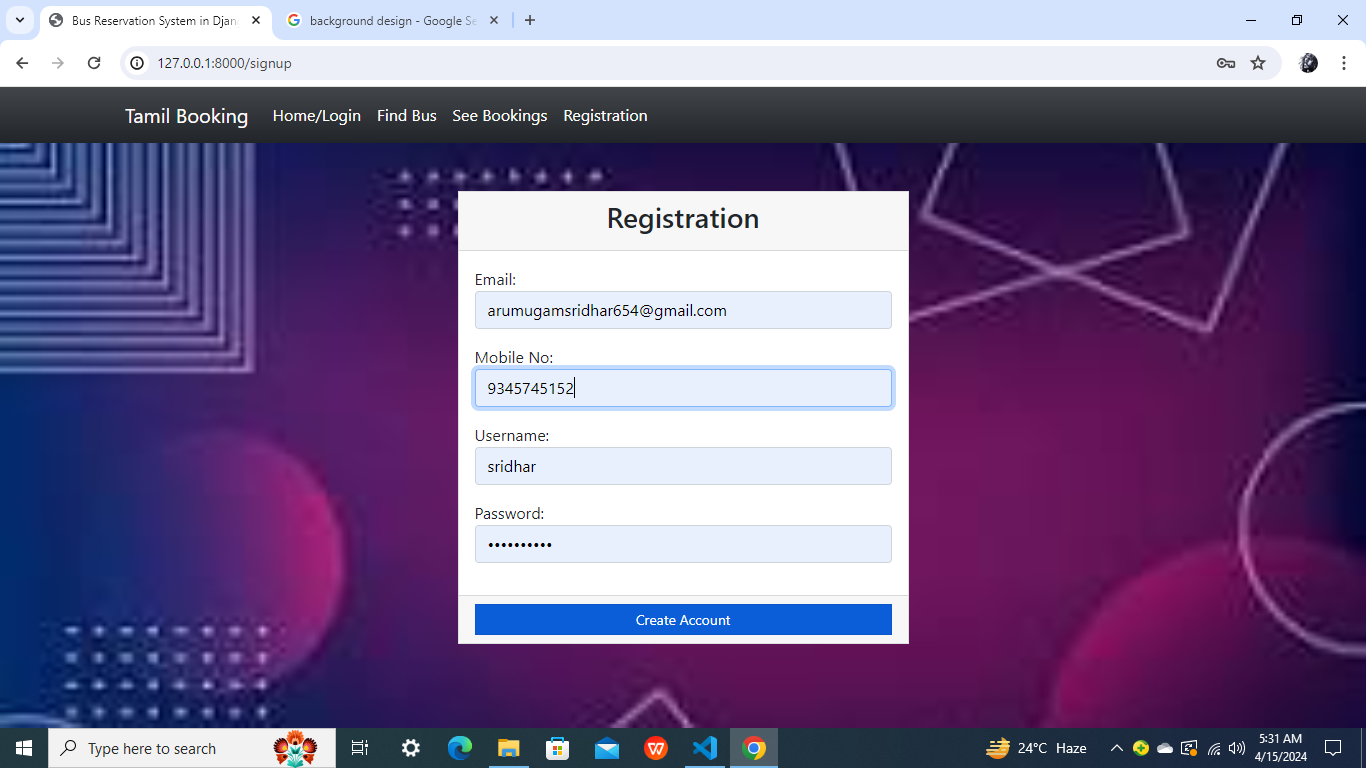 Bus Reservation System in Djan
background design - Google Se
127.0.0.1:8000/signup
Tamil Booking
Home/Login
Find Bus
See Bookings
Registration
Registration
Email:
arumugamsridhar654@gmail.com
Mobile No:
9345745152
Username:
sridhar
Password:
••••••••••
Create Account
Type here to search
24°C Haze
5:31 AM
4/15/2024